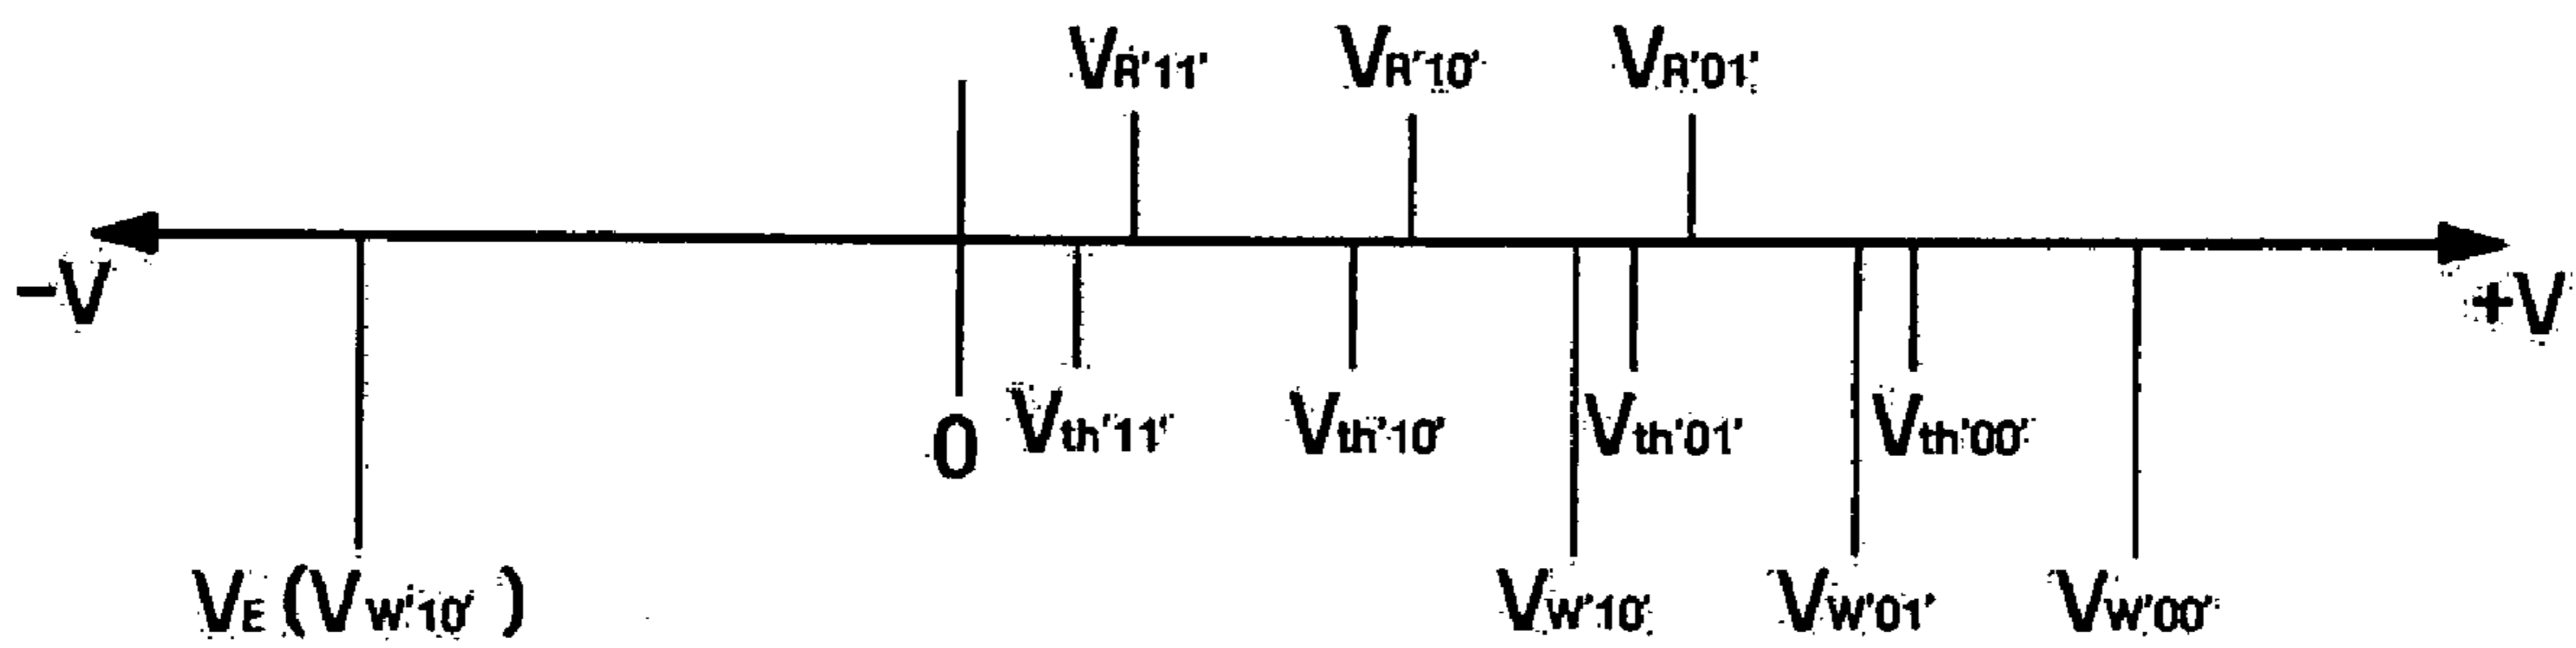 VR'11' VR'10' VR'01'
-V +V
0 Vth'11' Vth'10' Vth'01' Vth'00'
VE (VW'10') VW'10' VW'01' VW'00'